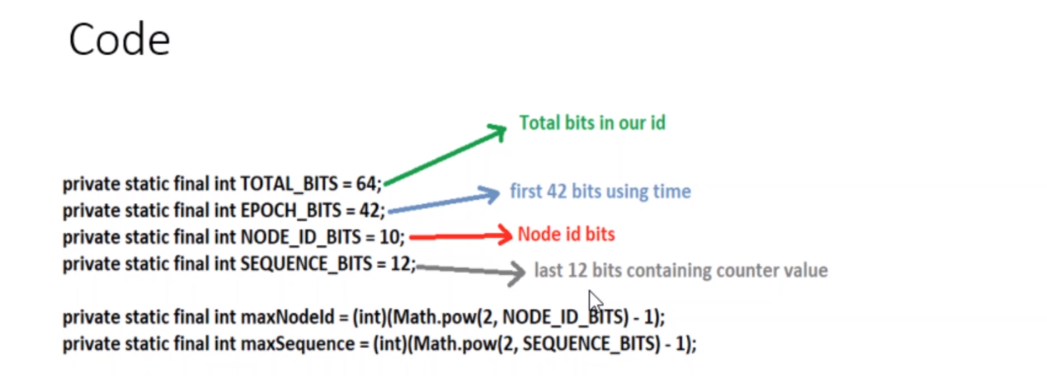 Code
Total bits in our id
private static final int TOTAL_BITS = 64;
first 42 bits using time
private static final int EPOCH_BITS = 42;
private static final int NODE_ID_BITS = 10;
Node id bits
private static final int SEQUENCE_BITS = 12;
last 12 bits containing counter value
private static final int maxNodeId = (int)(Math.pow(2, NODE_ID_BITS) - 1);
private static final int maxSequence = (int)(Math.pow(2, SEQUENCE_BITS) - 1);